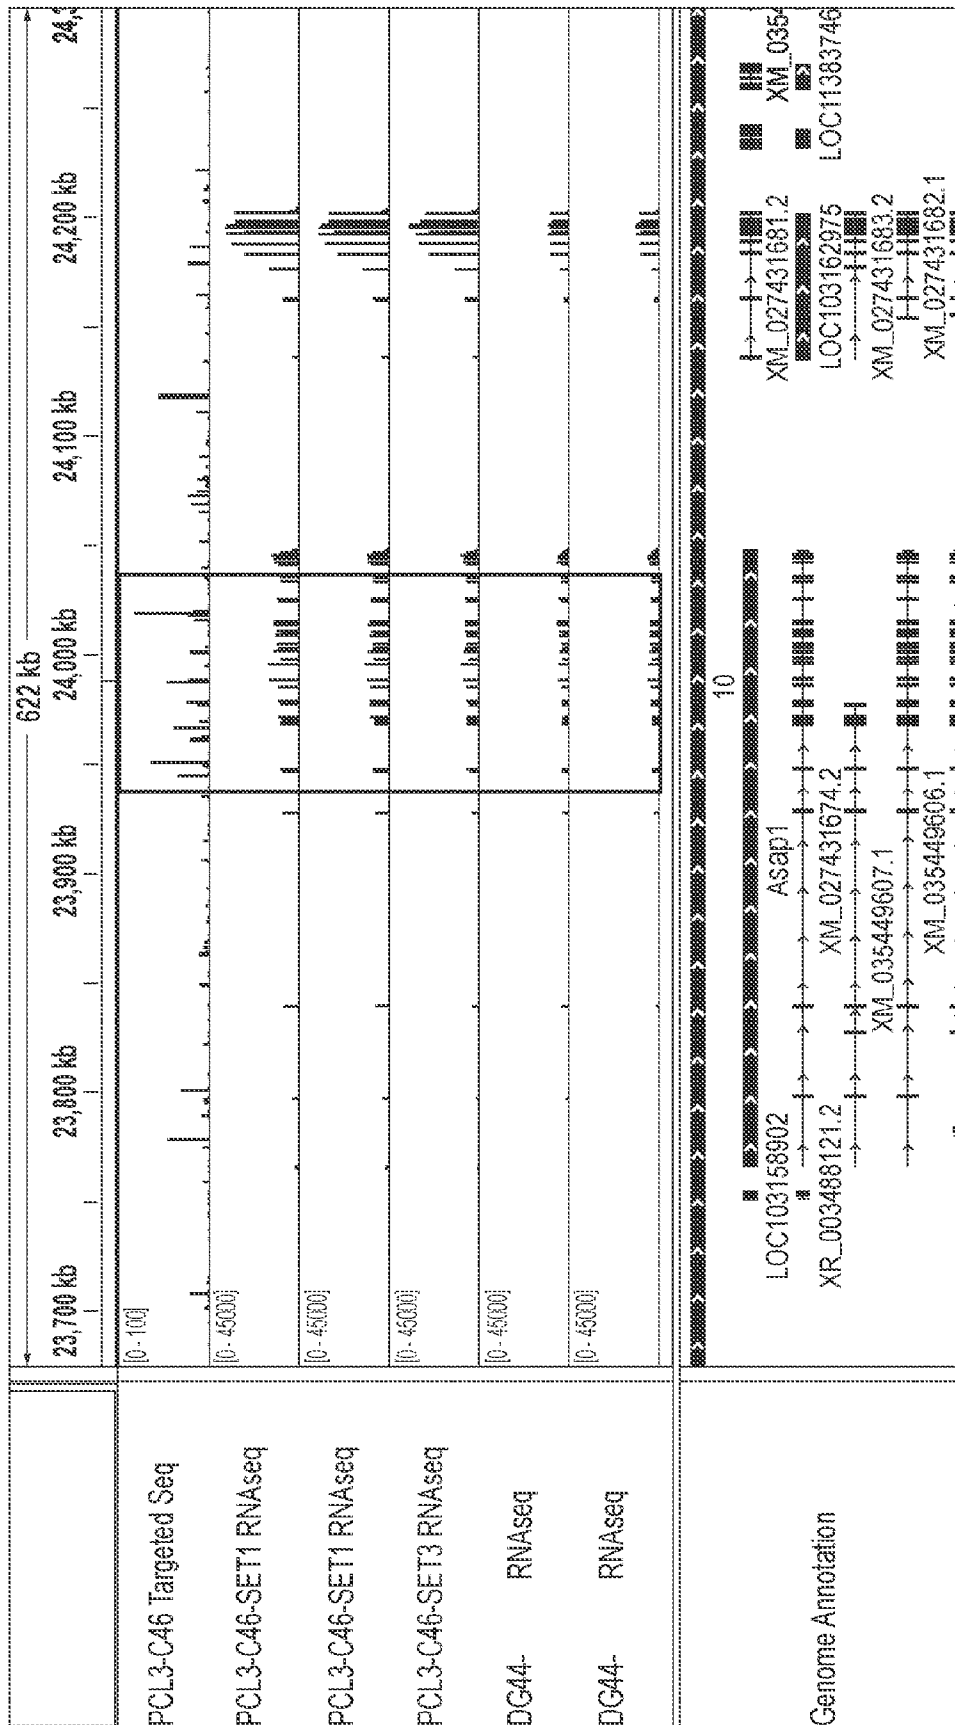 622 kb
23,700 kb
23,800 kb
23,900 kb
24,000 kb
24,100 kb
24,200 kb
PCL3-C46 Targeted Seq
[0 - 100]
PCL3-C46-SET1 RNAseq
[0 - 45000]
PCL3-C46-SET1 RNAseq
[0 - 45000]
PCL3-C46-SET3 RNAseq
[0 - 45000]
DG44- RNAseq
[0 - 45000]
DG44- RNAseq
[0 - 45000]
Genome Annotation
10
LOC103158902
Asap1
XM_027431681.2
XM_0354
XR_003488121.2
XM_027431674.2
LOC103162975
LOC11383746
XM_035449607.1
XM_027431683.2
XM_035449606.1
XM_027431682.1